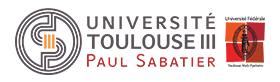 UNIVERSITÉ
TOULOUSE III
PAUL SABATIER
Université Fédérale
Toulouse Midi-Pyrénées